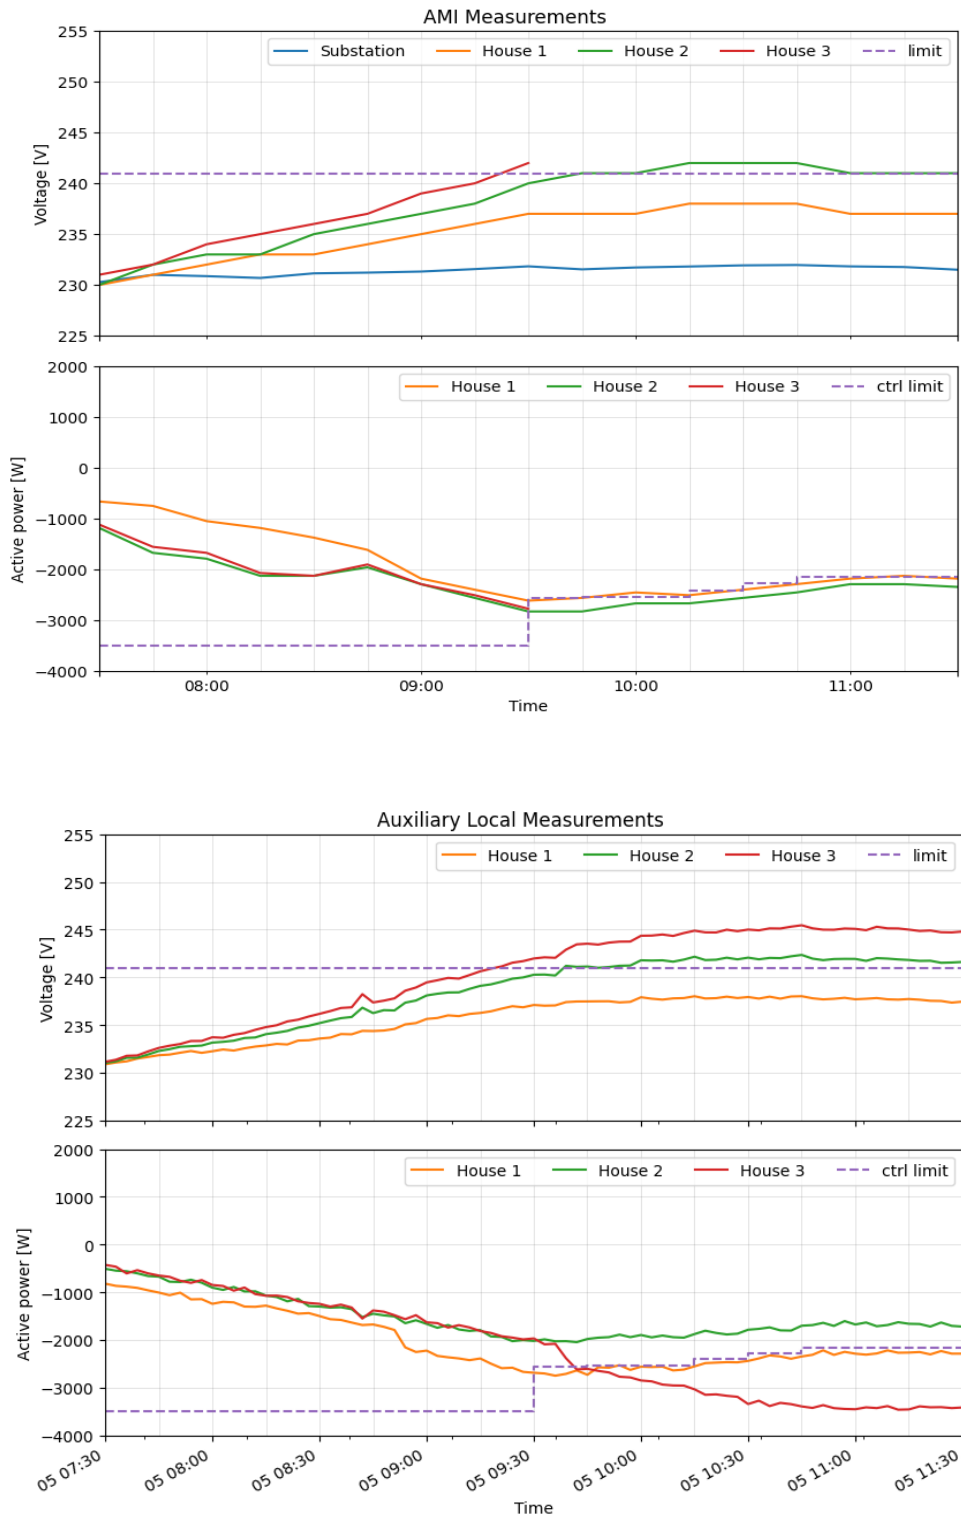 AMI Measurements
255
250
245
240
235
230
225
Voltage [V]
Substation House 1 House 2 House 3 limit
2000
1000
0
−1000
−2000
−3000
−4000
Active power [W]
House 1 House 2 House 3 ctrl limit
08:00 09:00 10:00 11:00
Time
Auxiliary Local Measurements
255
250
245
240
235
230
225
Voltage [V]
House 1 House 2 House 3 limit
2000
1000
0
−1000
−2000
−3000
−4000
Active power [W]
House 1 House 2 House 3 ctrl limit
05 07:30 05 08:00 05 08:30 05 09:00 05 09:30 05 10:00 05 10:30 05 11:00 05 11:30
Time